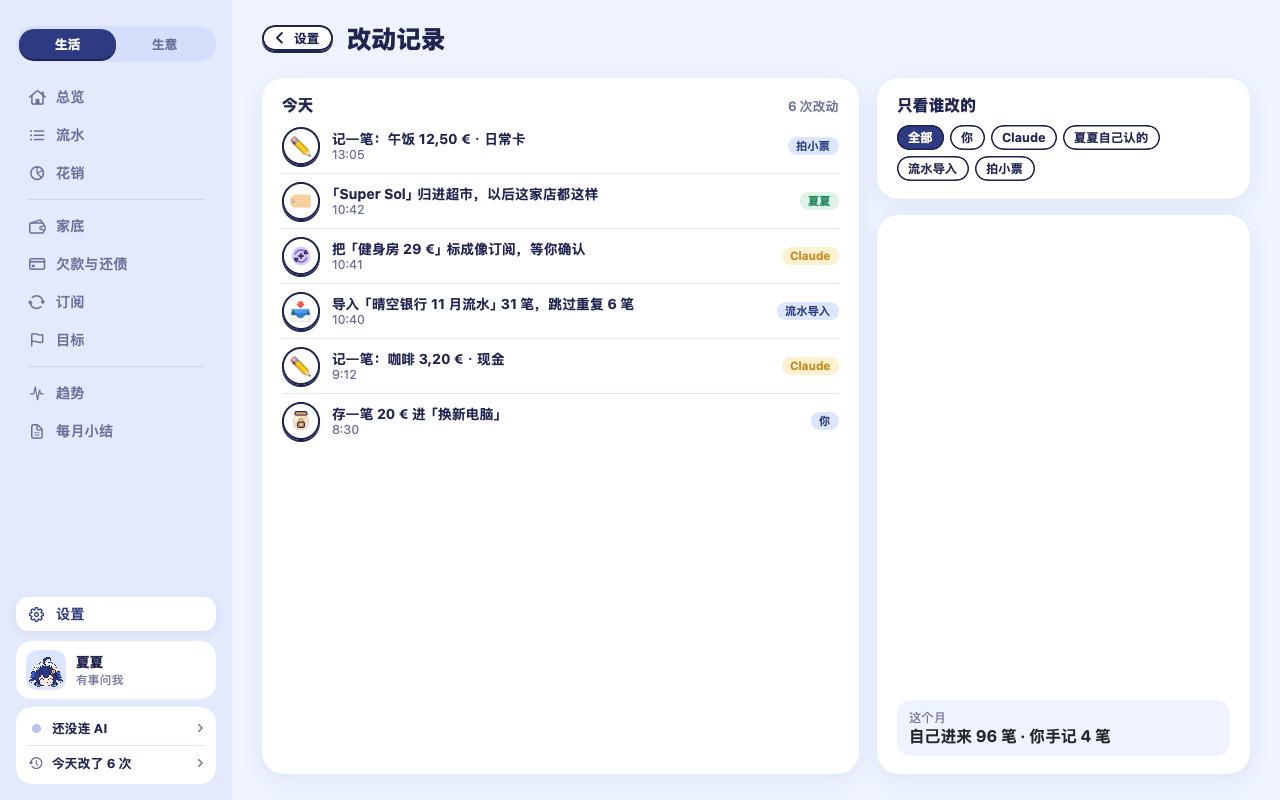 生活
生意
总览
流水
花销
家底
欠款与还债
订阅
目标
趋势
每月小结
设置
夏夏
有事问我
还没连 AI
今天改了 6 次
设置
改动记录
今天
6 次改动
记一笔：午饭 12,50 € · 日常卡
13:05
拍小票
「Super Sol」归进超市，以后这家店都这样
10:42
夏夏
把「健身房 29 €」标成像订阅，等你确认
10:41
Claude
导入「晴空银行 11 月流水」31 笔，跳过重复 6 笔
10:40
流水导入
记一笔：咖啡 3,20 € · 现金
9:12
Claude
存一笔 20 € 进「换新电脑」
8:30
你
只看谁改的
全部
你
Claude
夏夏自己认的
流水导入
拍小票
这个月
自己进来 96 笔 · 你手记 4 笔